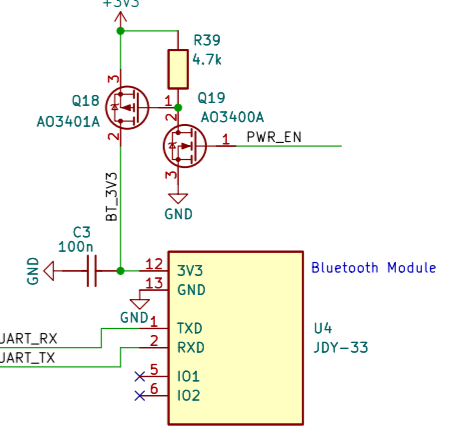 +3V3
R39
4.7k
3
Q18
AO3401A
1
2
2
Q19
AO3400A
1
PWR_EN
3
GND
BT_3V3
C3
100n
GND
12
3V3
Bluetooth Module
13
GND
GND
1
TXD
U4
UART_RX
2
RXD
JDY-33
UART_TX
5
IO1
6
IO2